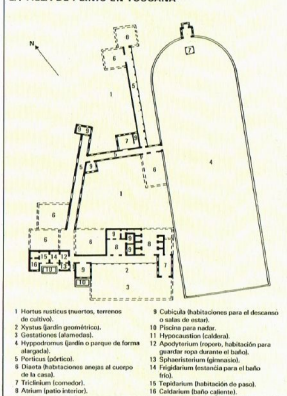 LA VILLA DE PLINIO EN TOSCANA
N
1 Hortus rusticus (huertos, terrenos
de cultivo).
2 Xystus (jardín geométrico).
3 Gestationes (alamedas).
4 Hyppodromus (jardín o parque de forma
alargada).
5 Porticus (pórtico).
6 Diaeta (habitaciones anejas al cuerpo
de la casa).
7 Triclinium (comedor).
8 Atrium (patio interior).
9 Cubicula (habitaciones para el descanso
o salas de estar).
10 Piscina para nadar.
11 Hypocaustum (caldera).
12 Apodyterium (ropero, habitación para
guardar ropa durante el baño).
13 Sphaeristerium (gimnasio).
14 Frigidarium (estancia para el baño
frío).
15 Tepidarium (habitación de paso).
16 Caldarium (baño caliente).